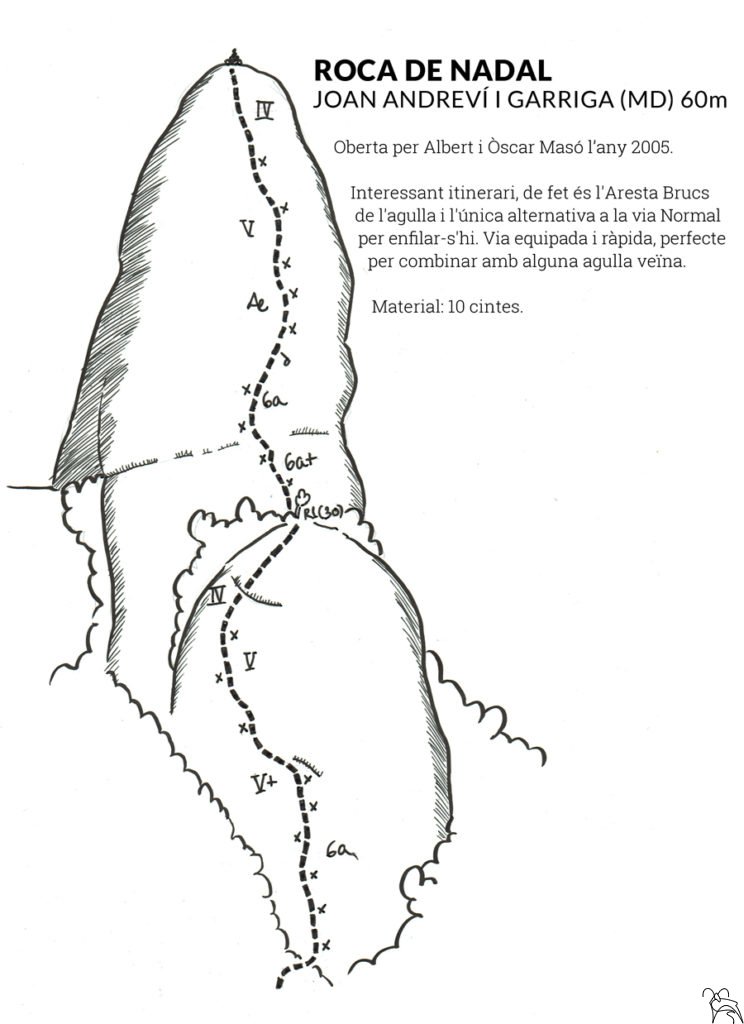 ROCA DE NADAL
JOAN ANDREVÍ I GARRIGA (MD) 60m
Oberta per Albert i Òscar Masó l'any 2005.
Interessant itinerari, de fet és l'Aresta Brucs
de l'agulla i l'única alternativa a la via Normal
per enfilar-s'hi. Via equipada i ràpida, perfecte
per combinar amb alguna agulla veïna.
Material: 10 cintes.
IV
V
Ae
6a
6a+
R1(30)
IV
V
V+
6a